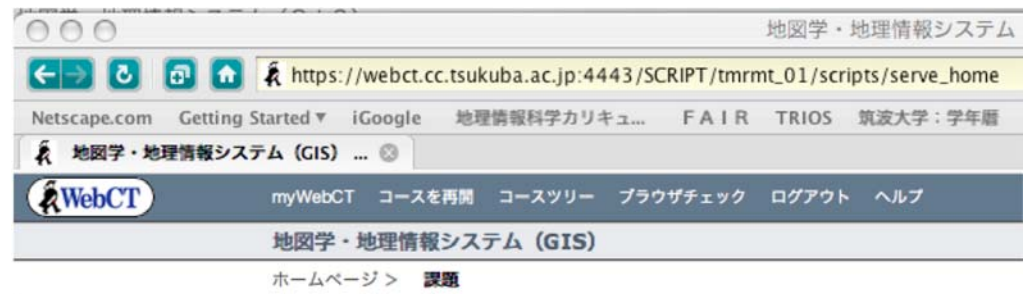 地図学・地理情報システム
https://webct.cc.tsukuba.ac.jp:4443/SCRIPT/tmrmt_01/scripts/serve_home
Netscape.com Getting Started ▾ iGoogle 地理情報科学カリキュ... ＦＡＩＲ TRIOS 筑波大学：学年暦
地図学・地理情報システム（GIS） ...
WebCT myWebCT コースを再開 コースツリー ブラウザチェック ログアウト ヘルプ
地図学・地理情報システム（GIS）
ホームページ > 課題